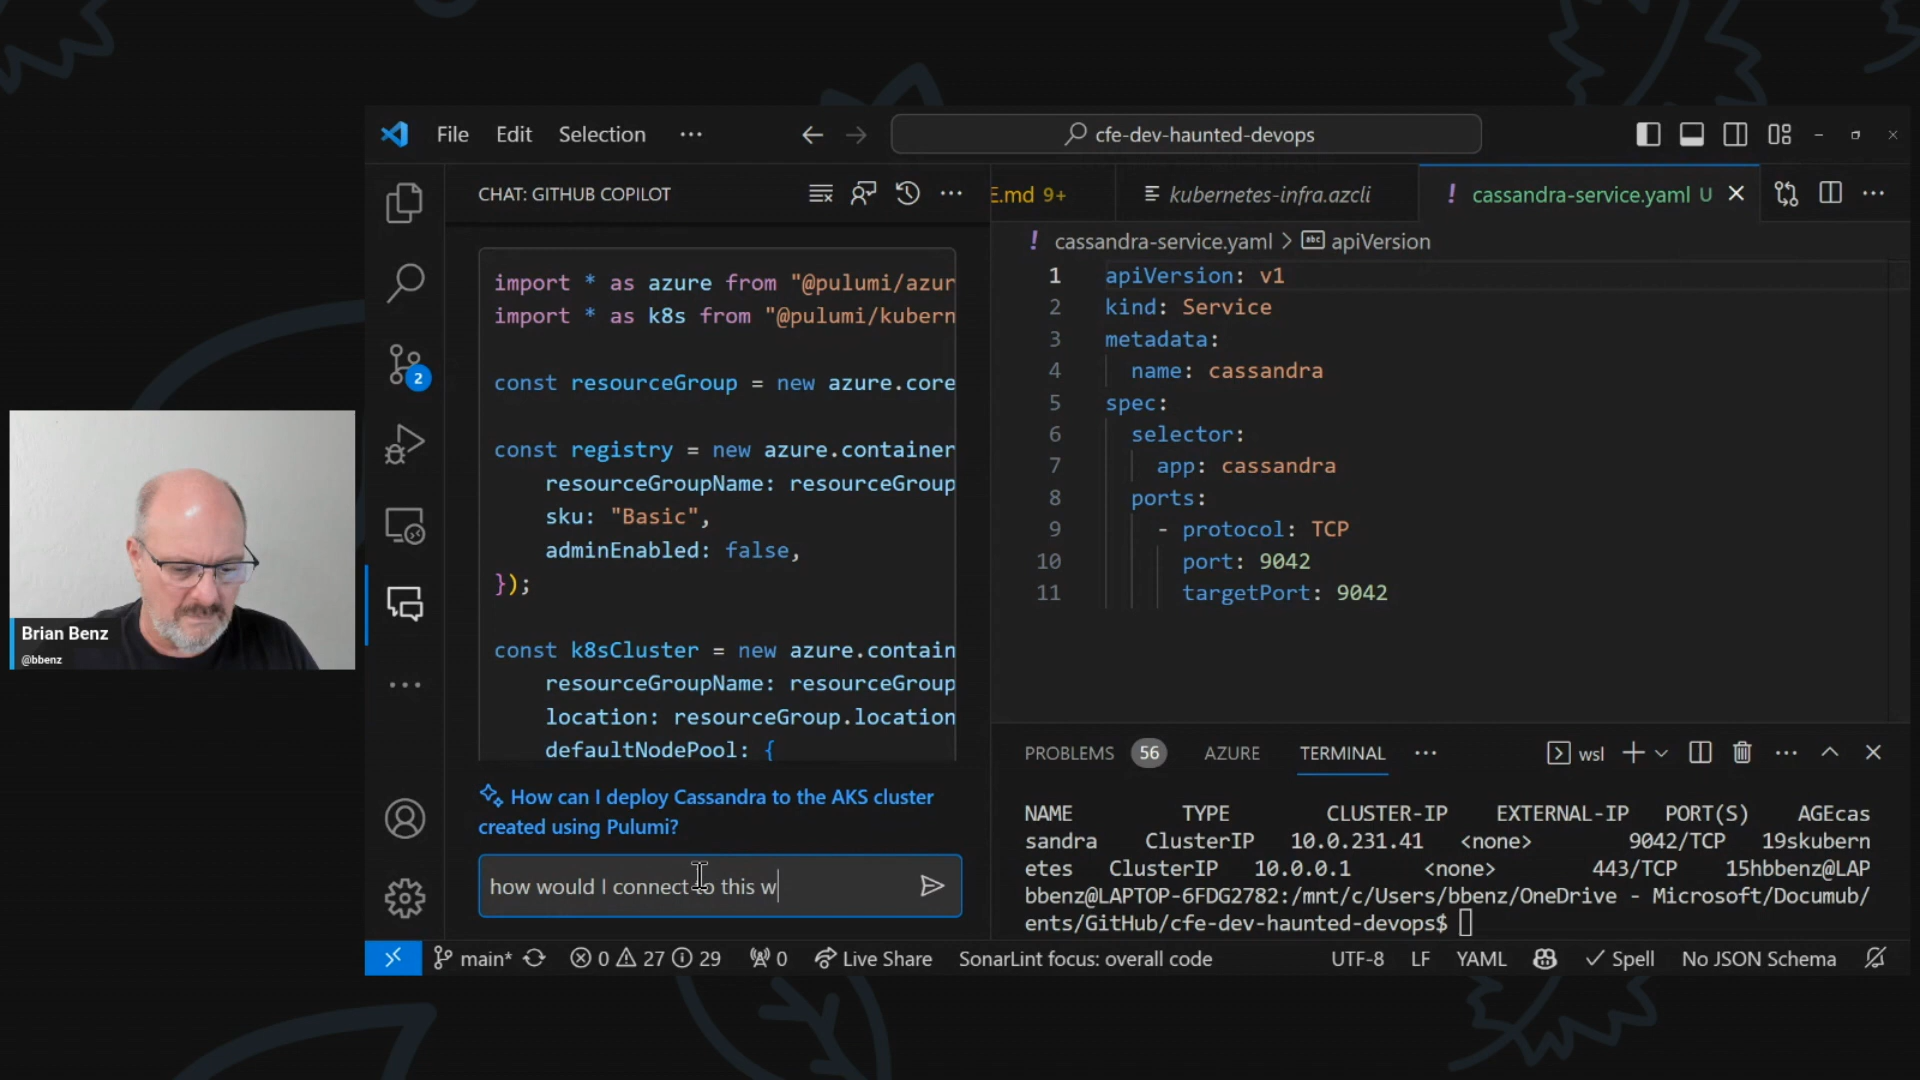 File Edit Selection ···
cfe-dev-haunted-devops
CHAT: GITHUB COPILOT
E.md 9+
kubernetes-infra.azcli
! cassandra-service.yaml U
! cassandra-service.yaml > abc apiVersion
import * as azure from "@pulumi/azur
import * as k8s from "@pulumi/kubern
const resourceGroup = new azure.core
const registry = new azure.container
resourceGroupName: resourceGroup
sku: "Basic",
adminEnabled: false,
});
const k8sCluster = new azure.contain
resourceGroupName: resourceGroup
location: resourceGroup.location
defaultNodePool: {
How can I deploy Cassandra to the AKS cluster
created using Pulumi?
how would I connect to this w
1 apiVersion: v1
2 kind: Service
3 metadata:
4 name: cassandra
5 spec:
6 selector:
7 app: cassandra
8 ports:
9 - protocol: TCP
10 port: 9042
11 targetPort: 9042
2
Brian Benz
@bbenz
PROBLEMS 56 AZURE TERMINAL ··· wsl
NAME TYPE CLUSTER-IP EXTERNAL-IP PORT(S) AGEcas
sandra ClusterIP 10.0.231.41 <none> 9042/TCP 19skubern
etes ClusterIP 10.0.0.1 <none> 443/TCP 15hbbenz@LAP
bbenz@LAPTOP-6FDG2782:/mnt/c/Users/bbenz/OneDrive - Microsoft/Documub/
ents/GitHub/cfe-dev-haunted-devops$
main* 0 27 29 0 Live Share SonarLint focus: overall code UTF-8 LF YAML Spell No JSON Schema